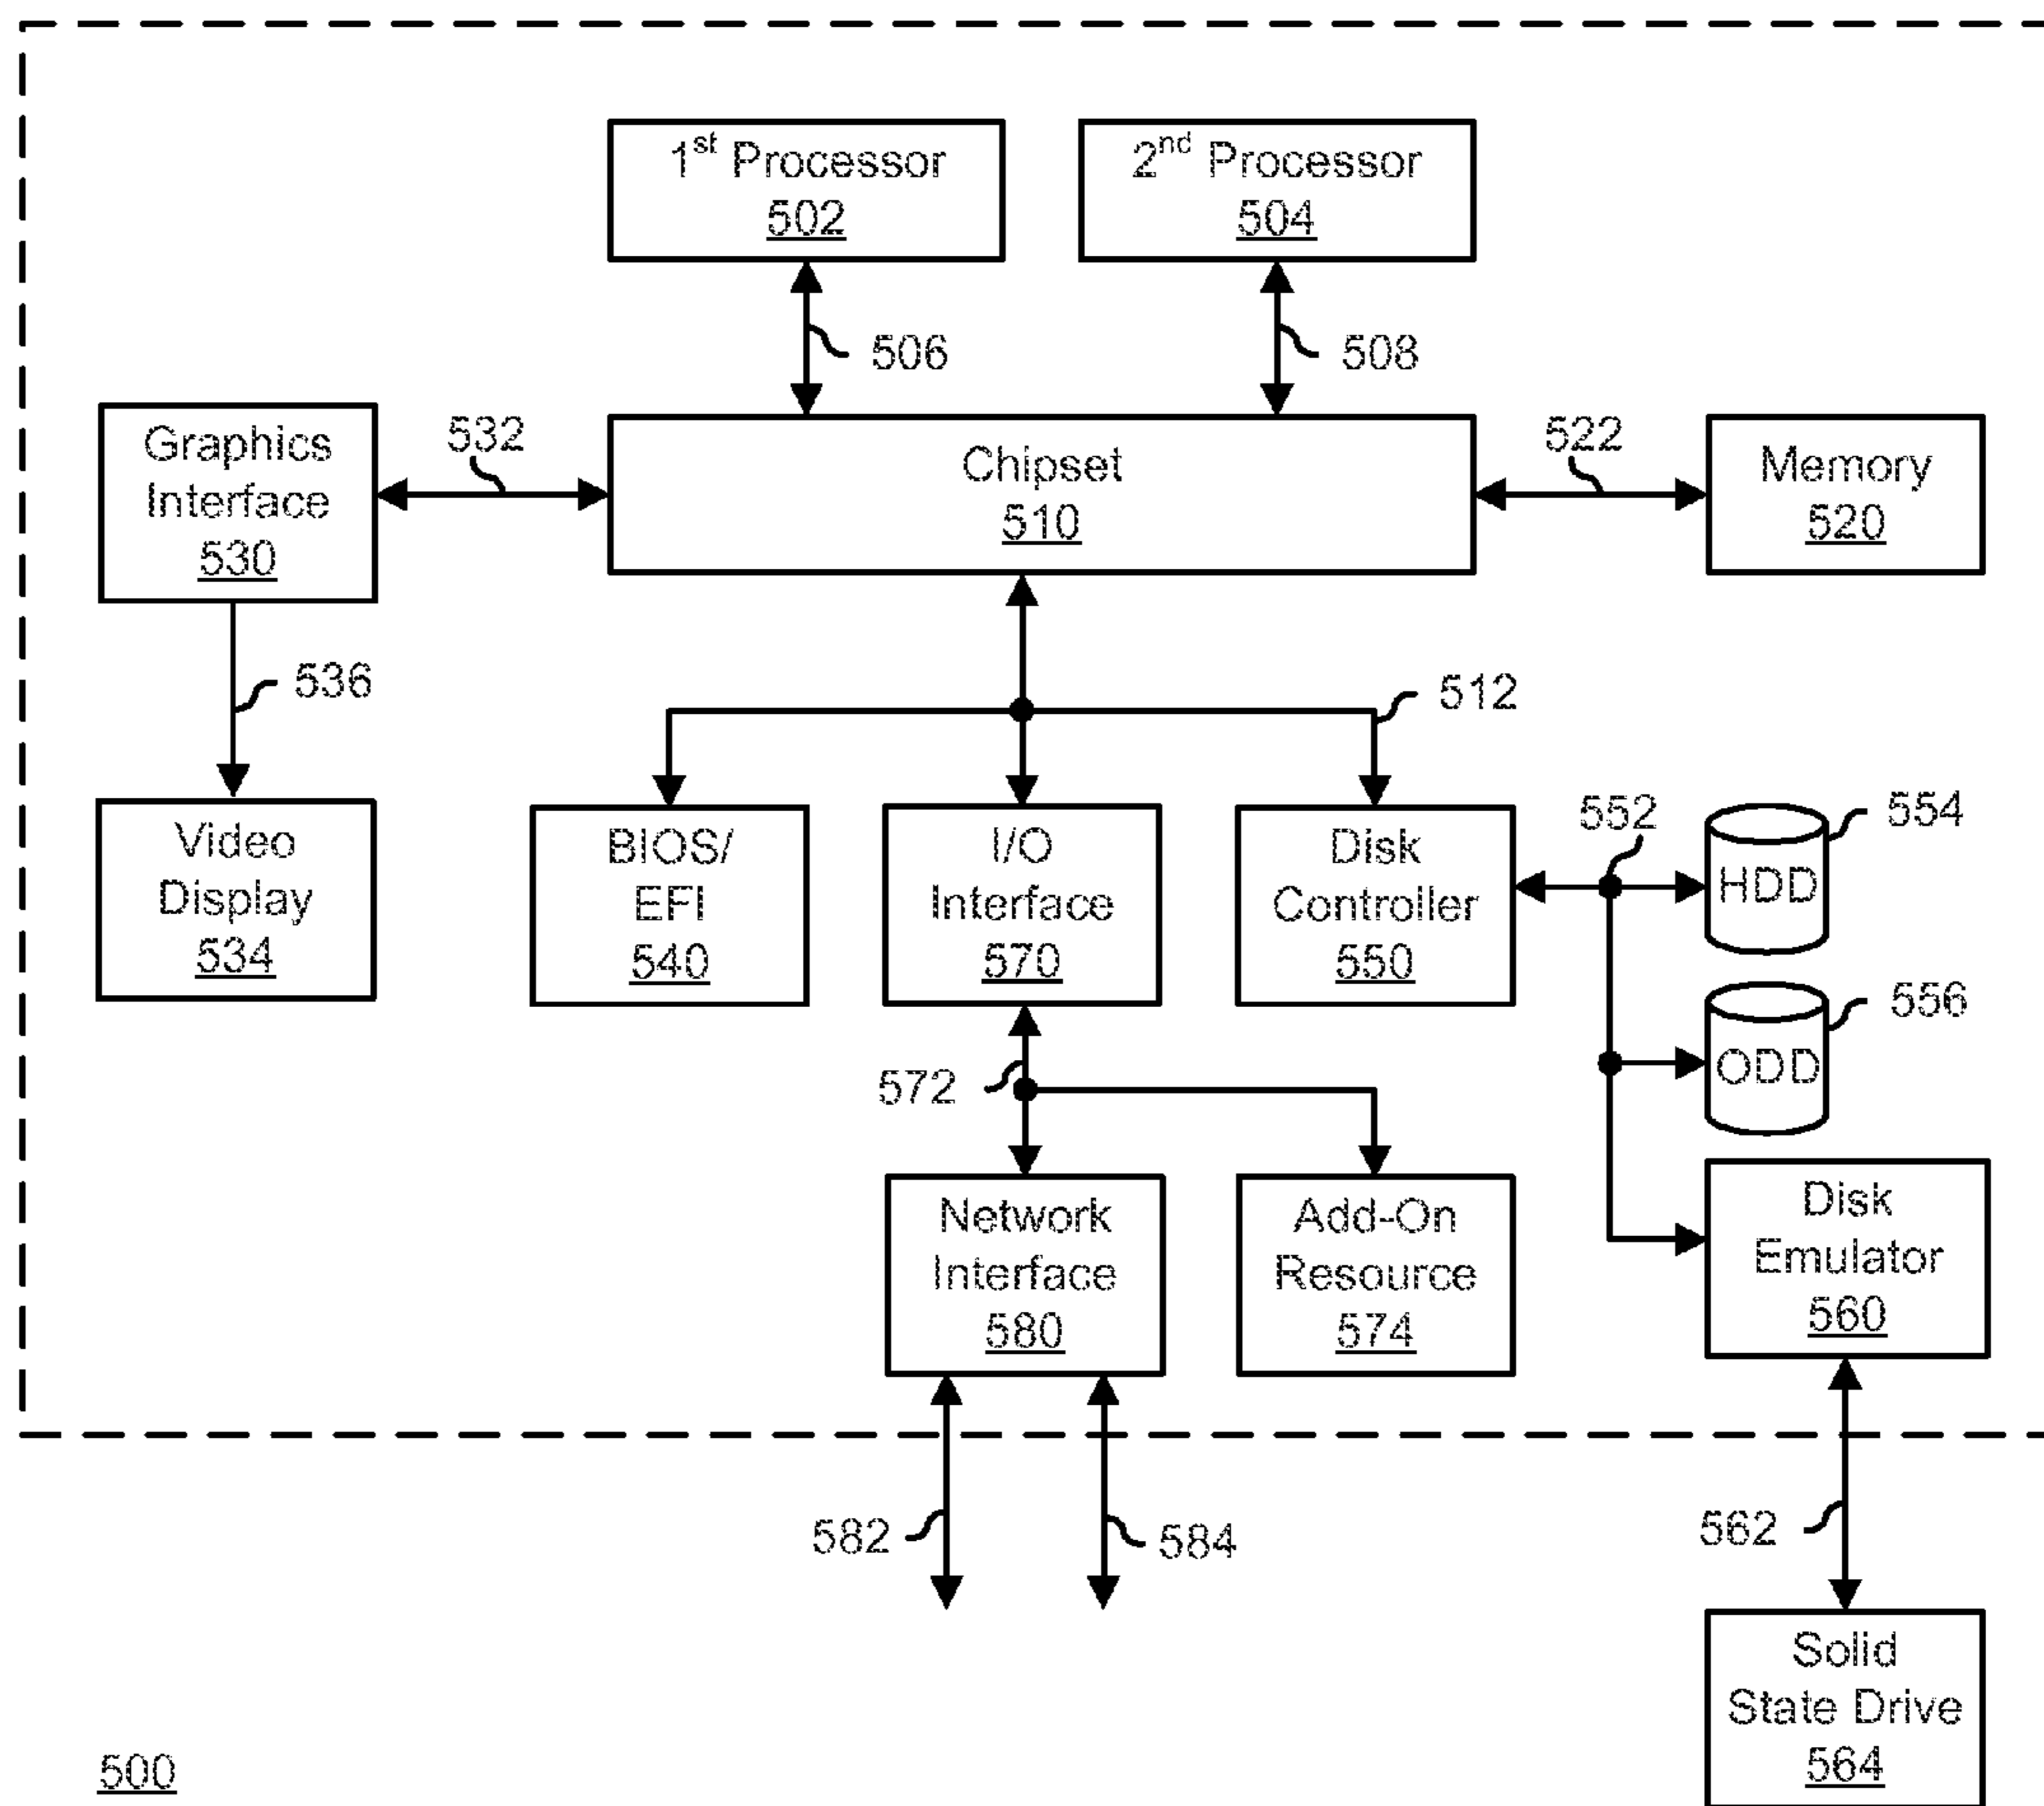 1st Processor
502
2nd Processor
504
506
508
Graphics
Interface
530
532
Chipset
510
522
Memory
520
536
512
Video
Display
534
BIOS/
EFI
540
I/O
Interface
570
Disk
Controller
550
552
HDD
554
ODD
556
572
Network
Interface
580
Add-On
Resource
574
Disk
Emulator
560
582
584
562
Solid
State Drive
564
500